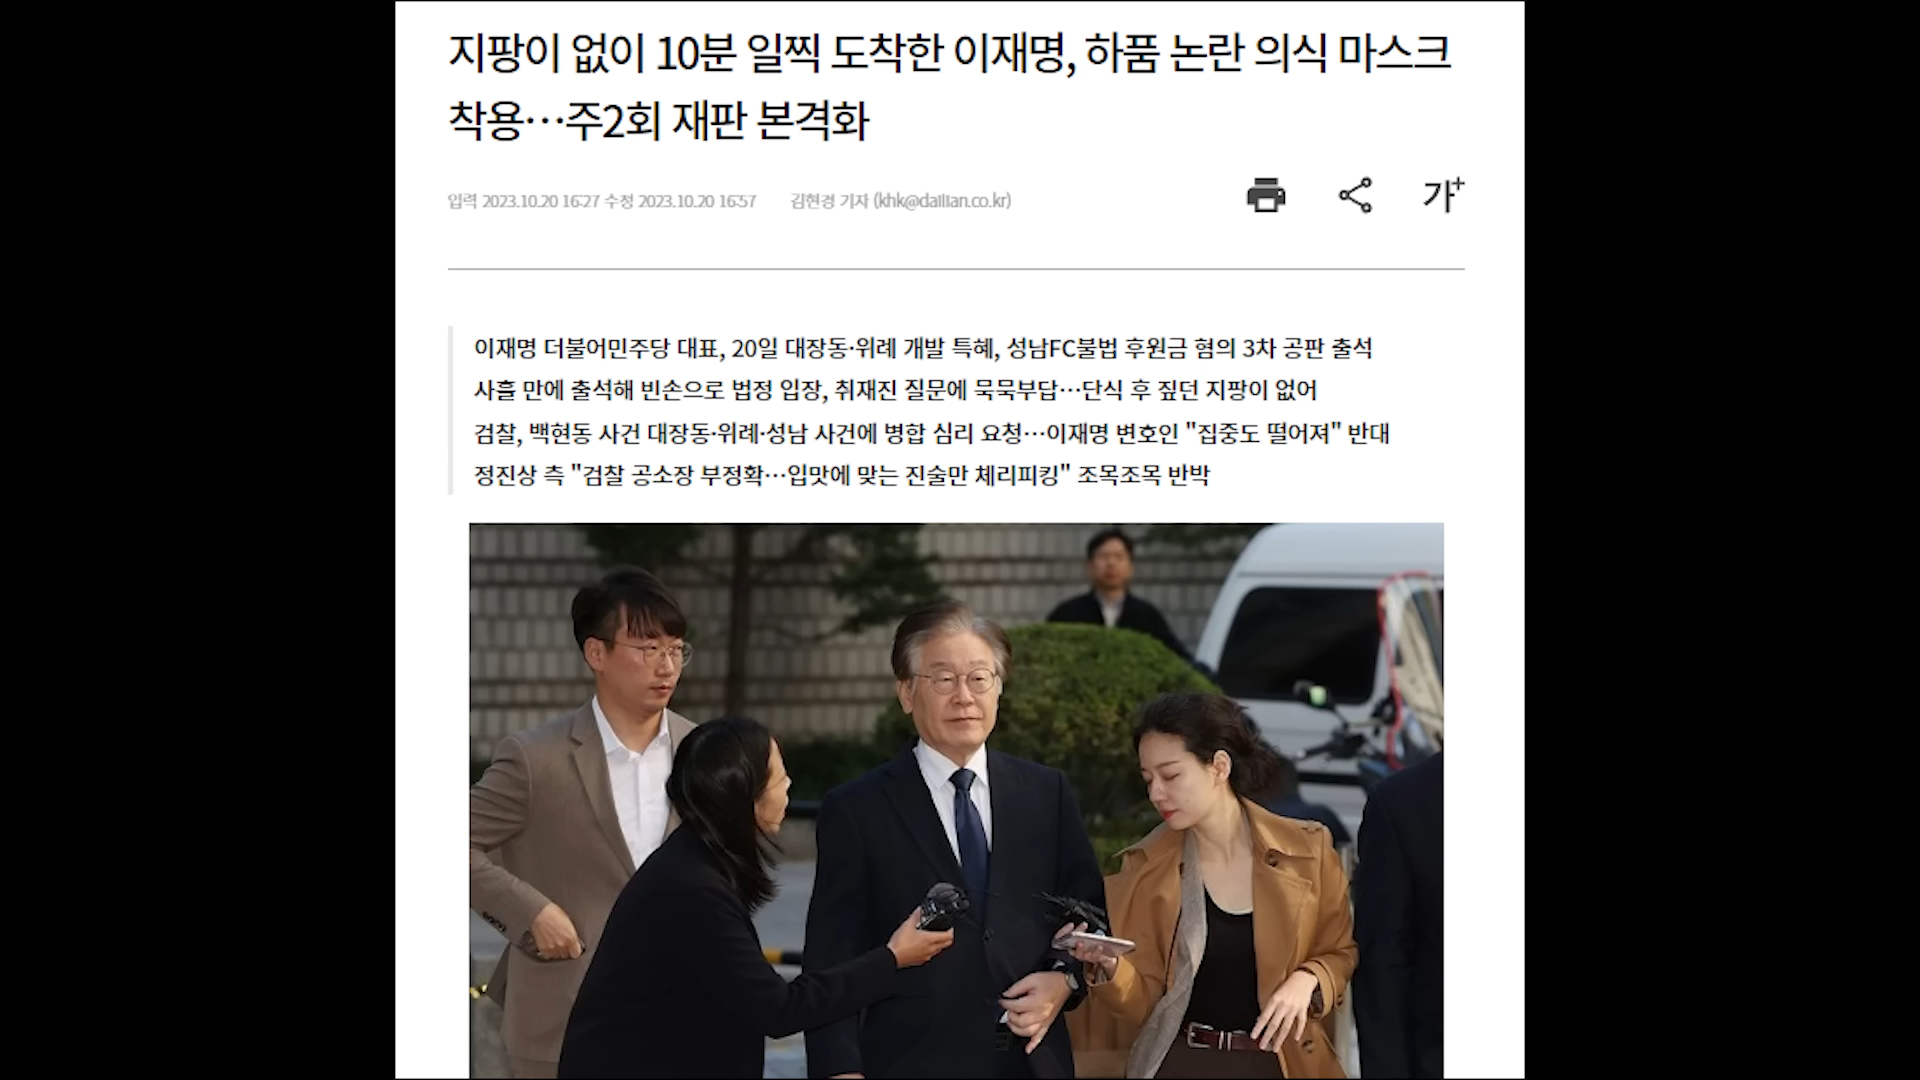 지팡이 없이 10분 일찍 도착한 이재명, 하품 논란 의식 마스크
착용…주2회 재판 본격화
입력 2023.10.20 16:27 수정 2023.10.20 16:57 김현경 기자 (khk@dailian.co.kr)
가+
이재명 더불어민주당 대표, 20일 대장동·위례 개발 특혜, 성남FC불법 후원금 혐의 3차 공판 출석
사흘 만에 출석해 빈손으로 법정 입장, 취재진 질문에 묵묵부답…단식 후 짚던 지팡이 없어
검찰, 백현동 사건 대장동·위례·성남 사건에 병합 심리 요청…이재명 변호인 "집중도 떨어져" 반대
정진상 측 "검찰 공소장 부정확…입맛에 맞는 진술만 체리피킹" 조목조목 반박